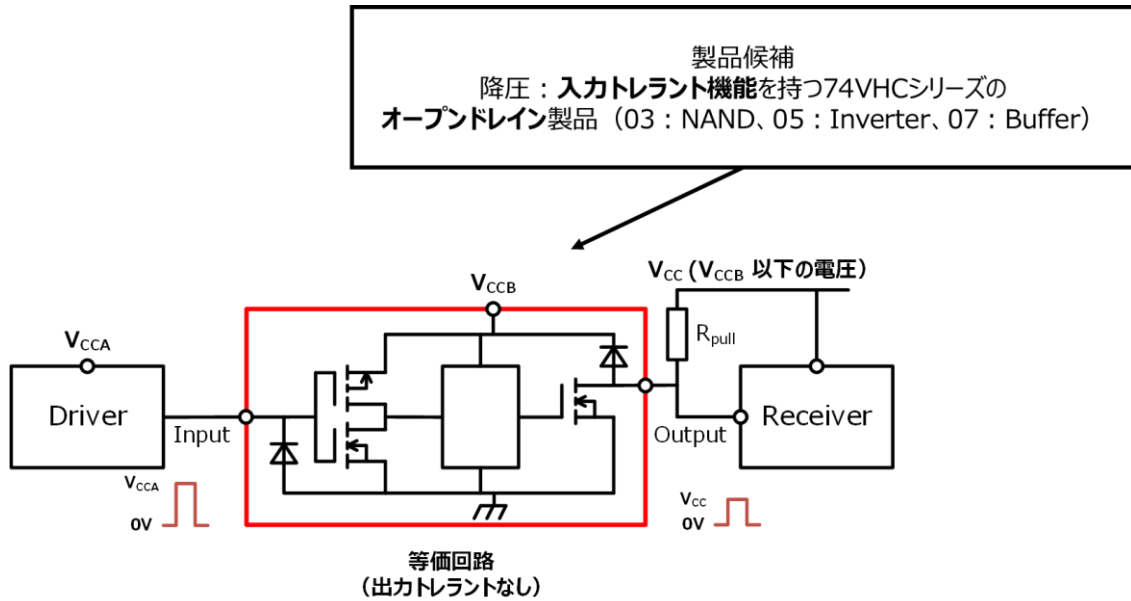 製品候補
降圧：入力トレラント機能を持つ74VHCシリーズの
オープンドレイン製品（03：NAND、05：Inverter、07：Buffer）
VCC (VCCB 以下の電圧）
VCCB
Rpull
VCCA
Driver
Input
Output
Receiver
VCCA
0V
VCC
0V
等価回路
（出力トレラントなし）